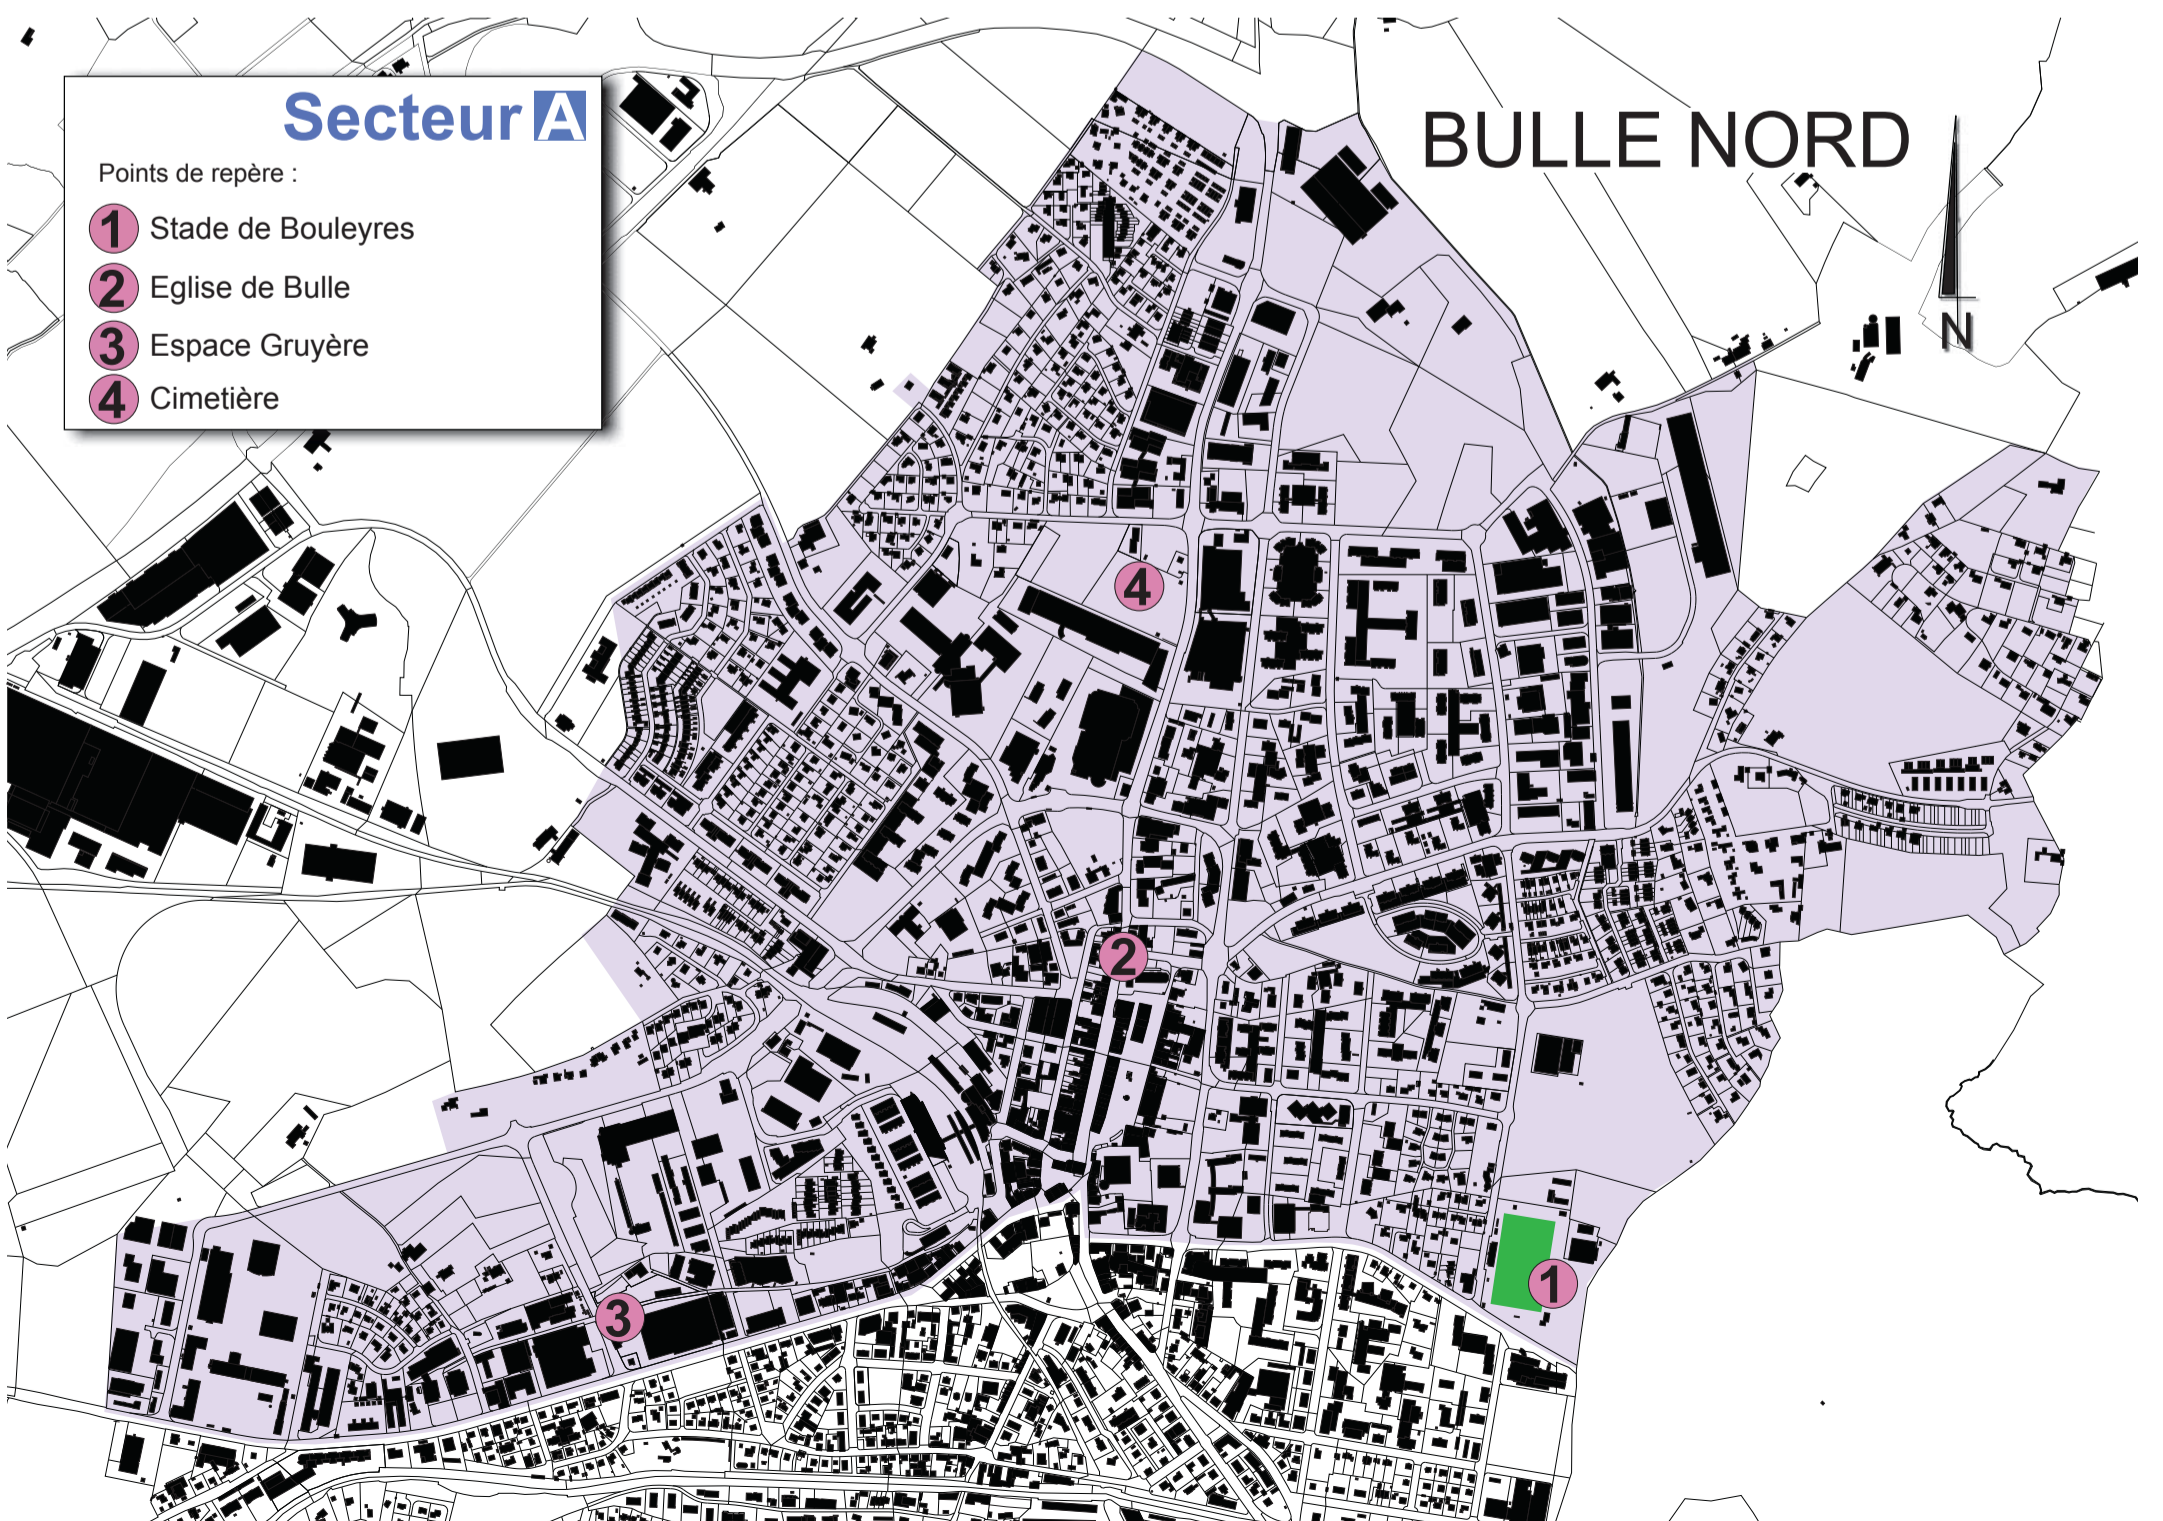 Secteur A
BULLE NORD
Points de repère :
1 Stade de Bouleyres
2 Eglise de Bulle
3 Espace Gruyère
4 Cimetière
N
4
2
1
3